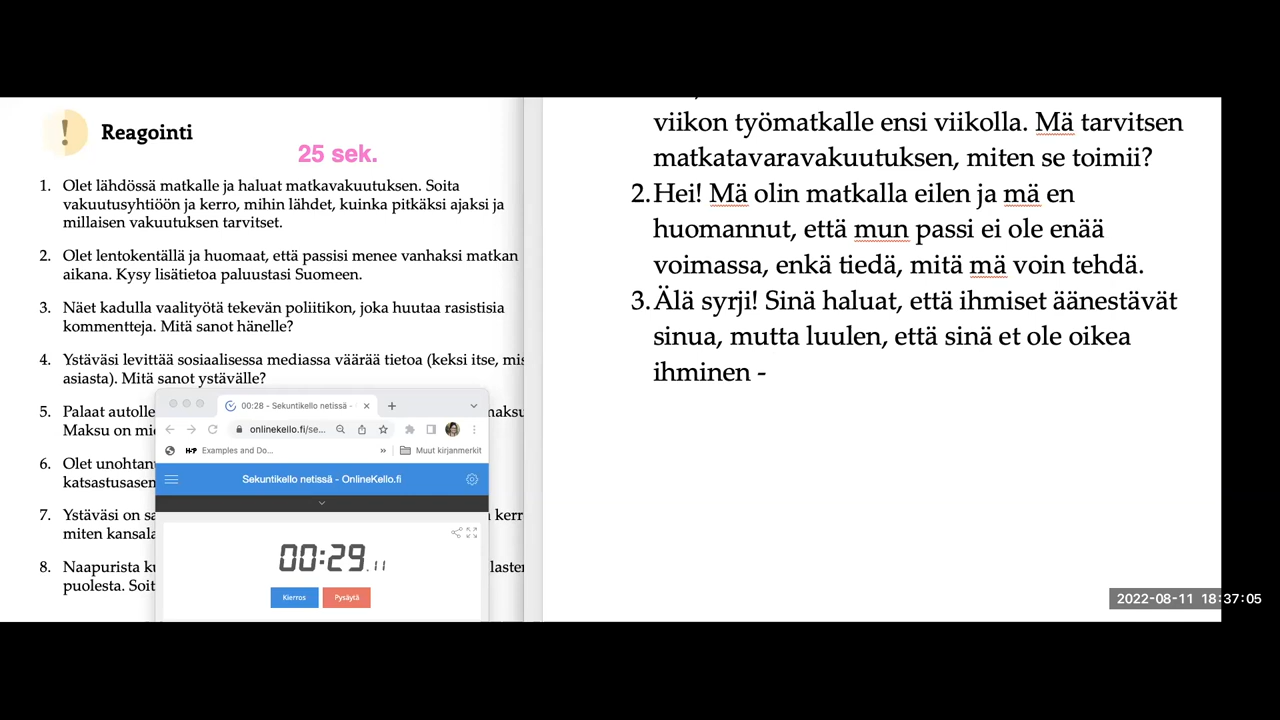 Reagointi
25 sek.
1. Olet lähdössä matkalle ja haluat matkavakuutuksen. Soita
vakuutusyhtiöön ja kerro, mihin lähdet, kuinka pitkäksi ajaksi ja
millaisen vakuutuksen tarvitset.
2. Olet lentokentällä ja huomaat, että passisi menee vanhaksi matkan
aikana. Kysy lisätietoa paluustasi Suomeen.
3. Näet kadulla vaalityötä tekevän poliitikon, joka huutaa rasistisia
kommentteja. Mitä sanot hänelle?
4. Ystäväsi levittää sosiaalisessa mediassa väärää tietoa (keksi itse, mis
asiasta). Mitä sanot ystävälle?
5. Palaat autolle
Maksu on
6. Olet
7. Ystäväsi on
miten
8. Naapurista
puolesta.
00:28 - Sekuntikello netissä -
onlinekello.fi/se...
Examples and Do...
» Muut kirjanmerkit
Sekuntikello netissä - OnlineKello.fi
00:29.11
Kierros Pysäytä
viikon työmatkalle ensi viikolla. Mä tarvitsen
matkatavaravakuutuksen, miten se toimii?
2. Hei! Mä olin matkalla eilen ja mä en
huomannut, että mun passi ei ole enää
voimassa, enkä tiedä, mitä mä voin tehdä.
3. Älä syrji! Sinä haluat, että ihmiset äänestävät
sinua, mutta luulen, että sinä et ole oikea
ihminen -
2022-08-11 18:37:05